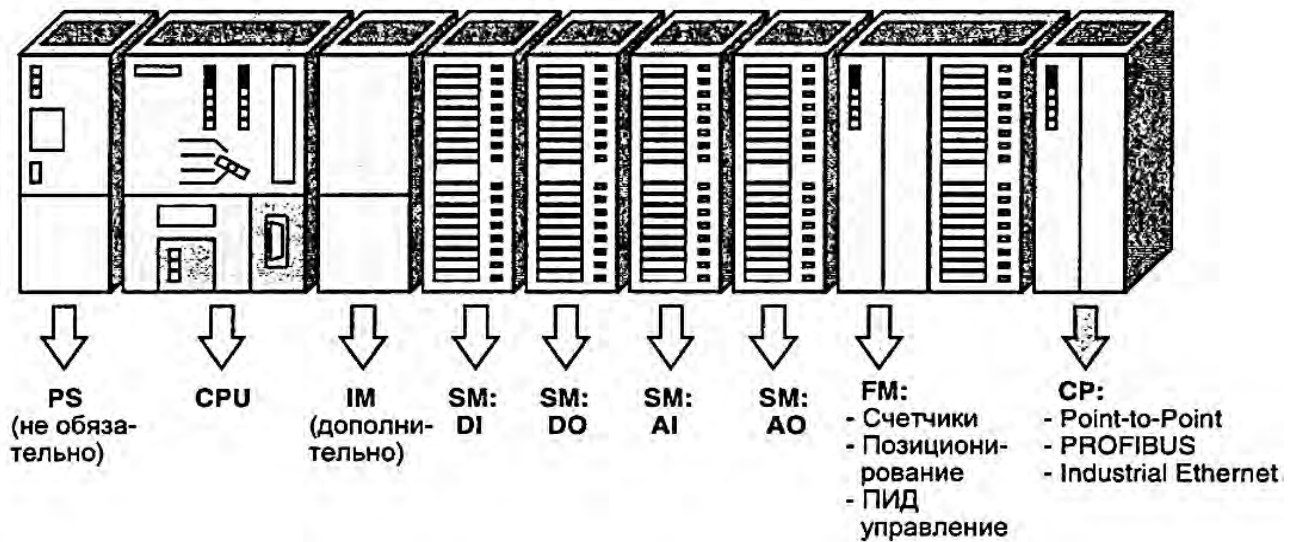 PS
(не обяза-
тельно)
CPU
IM
(дополни-
тельно)
SM:
DI
SM:
DO
SM:
AI
SM:
AO
FM:
- Счетчики
- Позициони-
рование
- ПИД
управление
CP:
- Point-to-Point
- PROFIBUS
- Industrial Ethernet